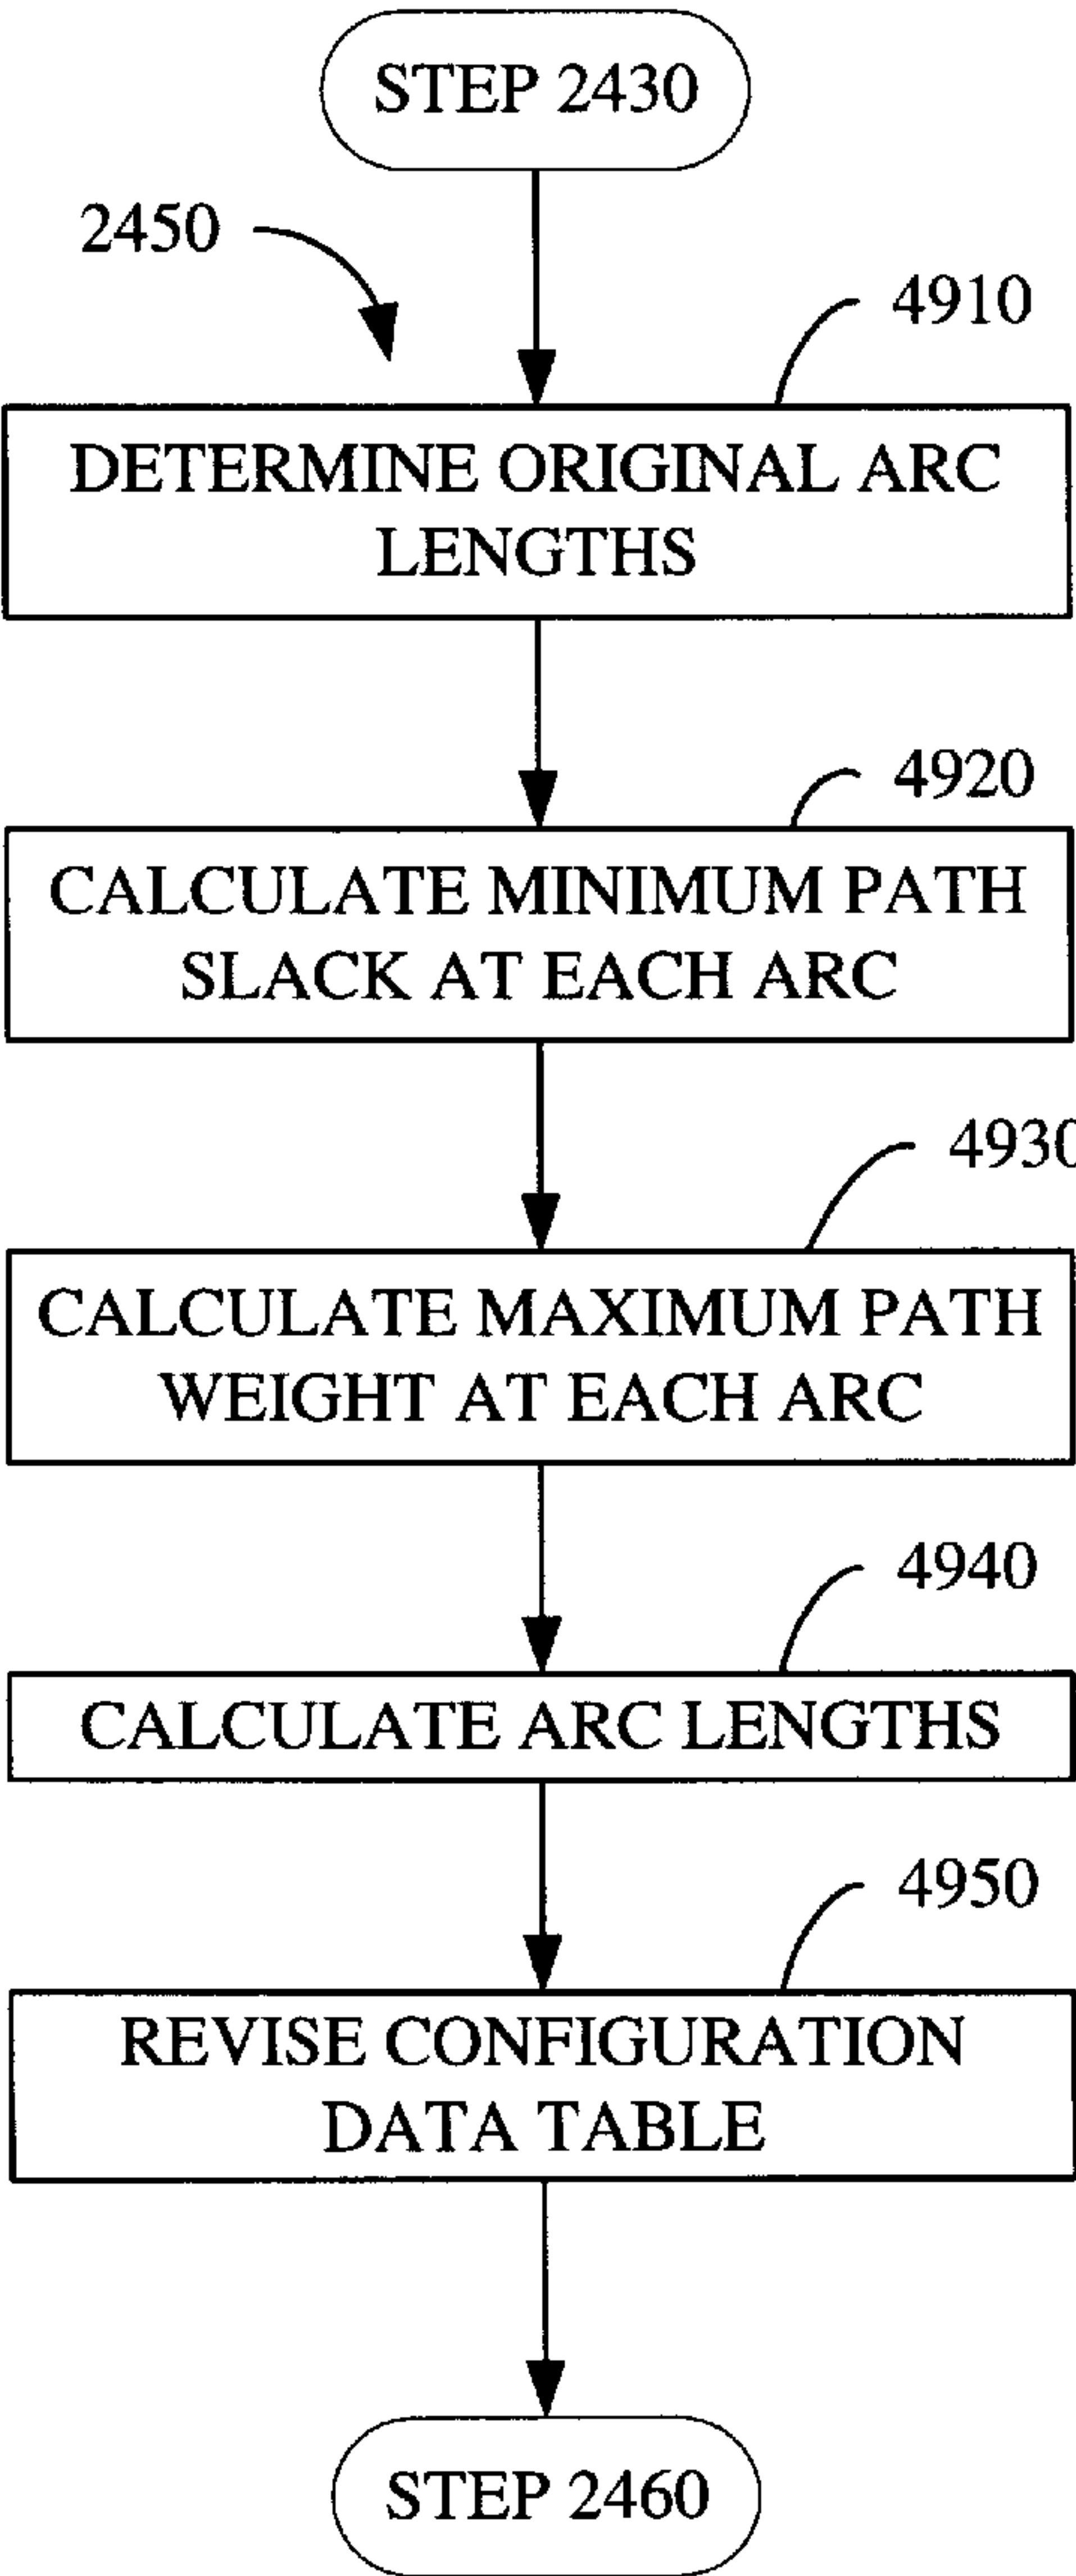 STEP 2430
2450
4910
DETERMINE ORIGINAL ARC
LENGTHS
4920
CALCULATE MINIMUM PATH
SLACK AT EACH ARC
4930
CALCULATE MAXIMUM PATH
WEIGHT AT EACH ARC
4940
CALCULATE ARC LENGTHS
4950
REVISE CONFIGURATION
DATA TABLE
STEP 2460